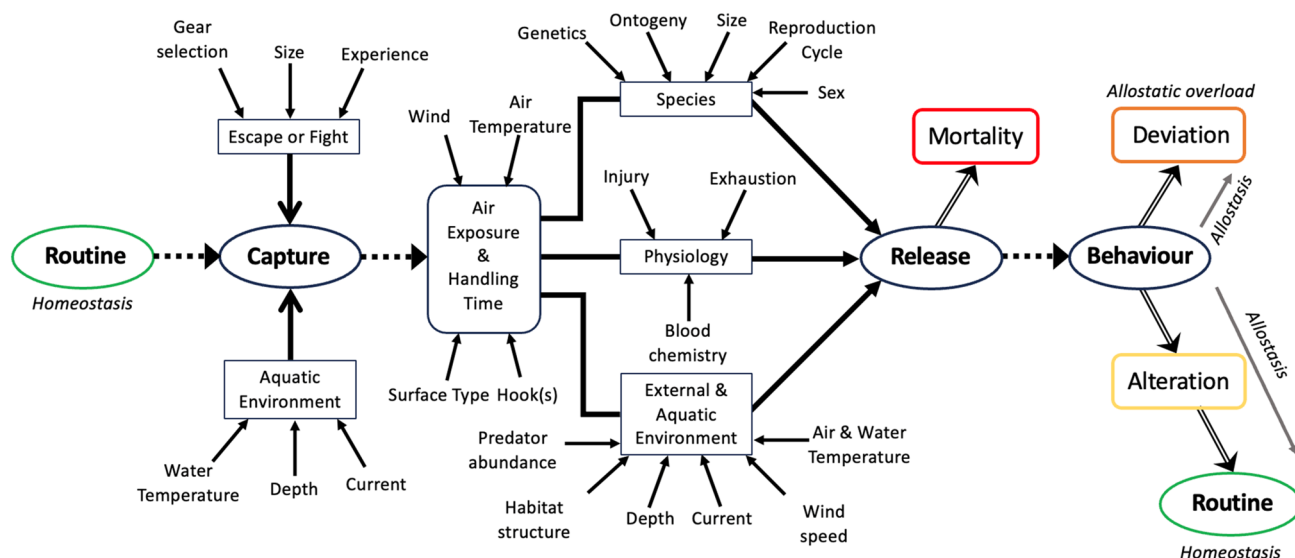 Gear
selection
Size
Experience
Escape or Fight
Routine
Homeostasis
Capture
Aquatic
Environment
Water
Temperature
Depth
Current
Wind
Air
Temperature
Air
Exposure
&
Handling
Time
Surface Type
Hook(s)
Genetics
Ontogeny
Size
Reproduction
Cycle
Species
Sex
Injury
Exhaustion
Physiology
Blood
chemistry
External &
Aquatic
Environment
Predator
abundance
Habitat
structure
Depth
Current
Wind
speed
Air & Water
Temperature
Release
Mortality
Behaviour
Allostatic overload
Deviation
Allostasis
Allostasis
Alteration
Routine
Homeostasis